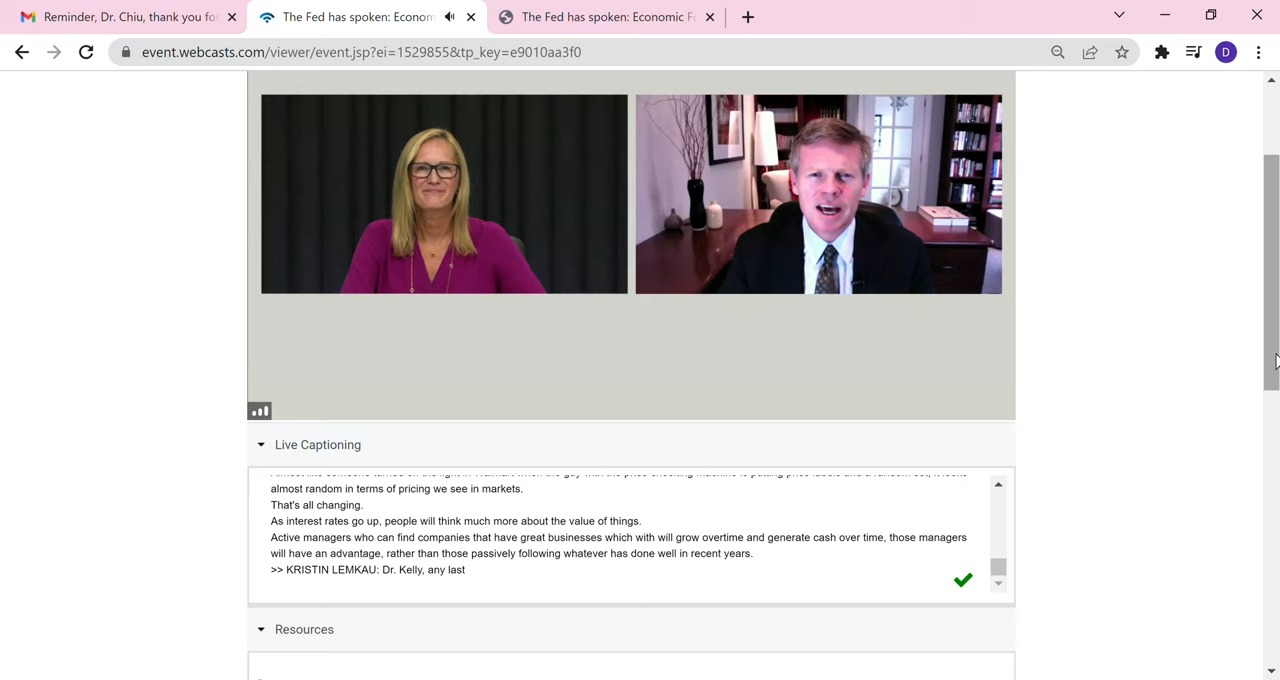 Reminder, Dr. Chiu, thank you for
The Fed has spoken: Econom
The Fed has spoken: Economic Fo
event.webcasts.com/viewer/event.jsp?ei=1529855&tp_key=e9010aa3f0
D
Live Captioning
almost random in terms of pricing we see in markets.
That's all changing.
As interest rates go up, people will think much more about the value of things.
Active managers who can find companies that have great businesses which with will grow overtime and generate cash over time, those managers
will have an advantage, rather than those passively following whatever has done well in recent years.
>> KRISTIN LEMKAU: Dr. Kelly, any last
Resources